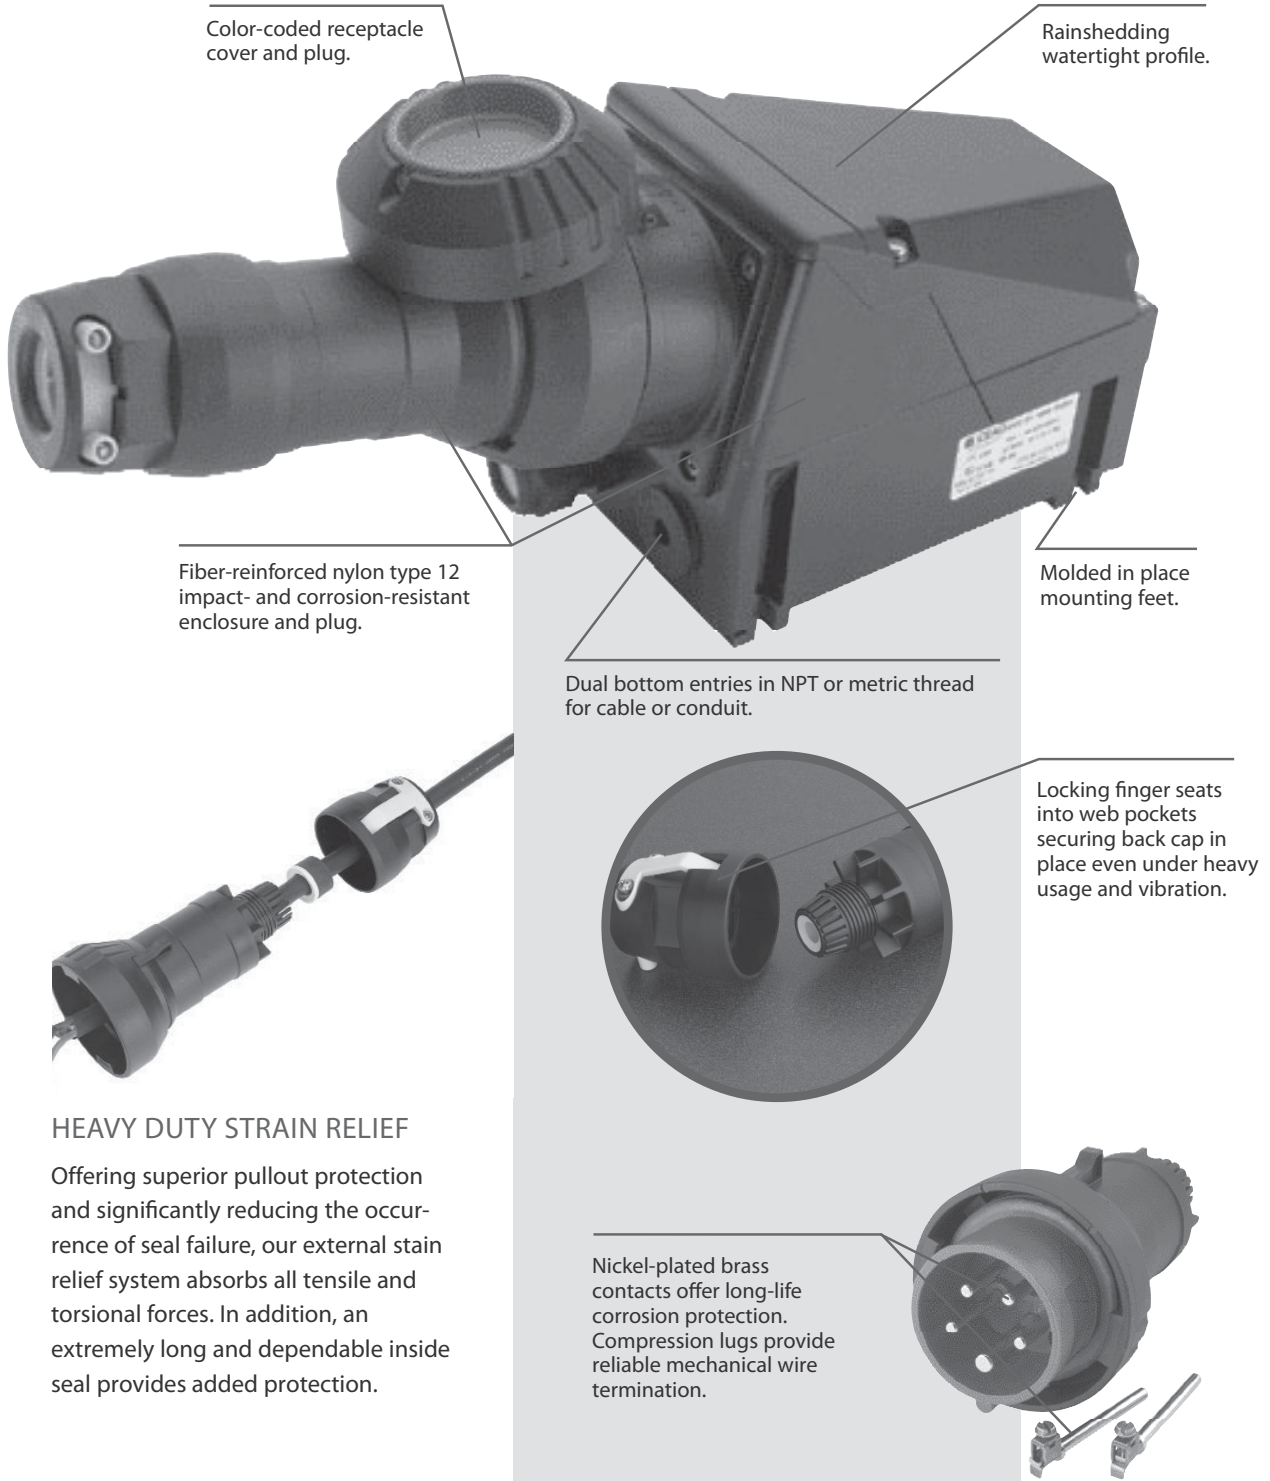 Color-coded receptacle
cover and plug.
Rainshedding
watertight profile.
Fiber-reinforced nylon type 12
impact- and corrosion-resistant
enclosure and plug.
Molded in place
mounting feet.
Dual bottom entries in NPT or metric thread
for cable or conduit.
Locking finger seats
into web pockets
securing back cap in
place even under heavy
usage and vibration.
HEAVY DUTY STRAIN RELIEF
Offering superior pullout protection
and significantly reducing the occur-
rence of seal failure, our external stain
relief system absorbs all tensile and
torsional forces. In addition, an
extremely long and dependable inside
seal provides added protection.
Nickel-plated brass
contacts offer long-life
corrosion protection.
Compression lugs provide
reliable mechanical wire
termination.